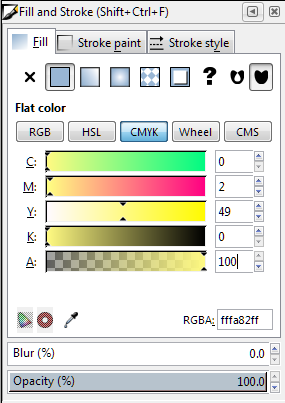 Fill and Stroke (Shift+Ctrl+F)
Fill Stroke paint Stroke style
Flat color
RGB HSL CMYK Wheel CMS
C: 0
M: 2
Y: 49
K: 0
A: 100
RGBA: fffa82ff
Blur (%) 0.0
Opacity (%) 100.0